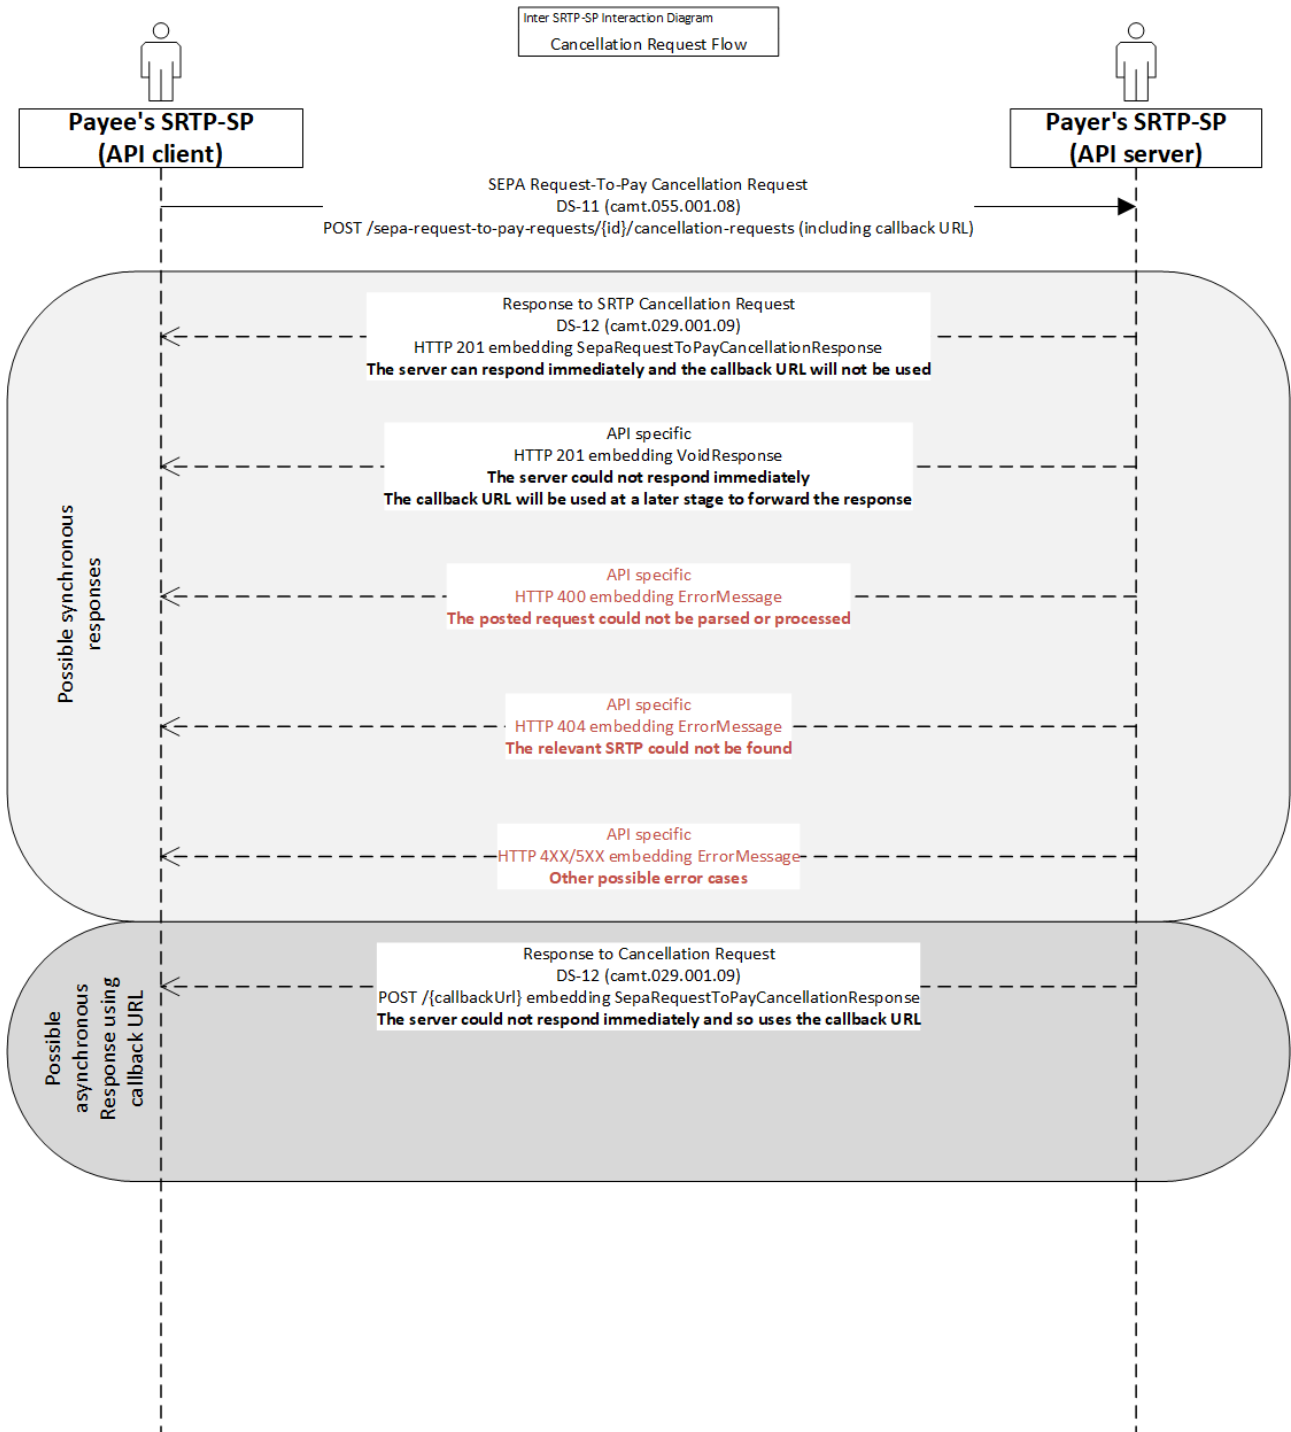 Inter SRTP-SP Interaction Diagram
Cancellation Request Flow
Payee's SRTP-SP
(API client)
Payer's SRTP-SP
(API server)
SEPA Request-To-Pay Cancellation Request
DS-11 (camt.055.001.08)
POST /sepa-request-to-pay-requests/{id}/cancellation-requests (including callback URL)
Possible synchronous
responses
Response to SRTP Cancellation Request
DS-12 (camt.029.001.09)
HTTP 201 embedding SepaRequestToPayCancellationResponse
The server can respond immediately and the callback URL will not be used
API specific
HTTP 201 embedding VoidResponse
The server could not respond immediately
The callback URL will be used at a later stage to forward the response
API specific
HTTP 400 embedding ErrorMessage
The posted request could not be parsed or processed
API specific
HTTP 404 embedding ErrorMessage
The relevant SRTP could not be found
API specific
HTTP 4XX/5XX embedding ErrorMessage
Other possible error cases
Possible
asynchronous
Response using
callback URL
Response to Cancellation Request
DS-12 (camt.029.001.09)
POST /{callbackUrl} embedding SepaRequestToPayCancellationResponse
The server could not respond immediately and so uses the callback URL